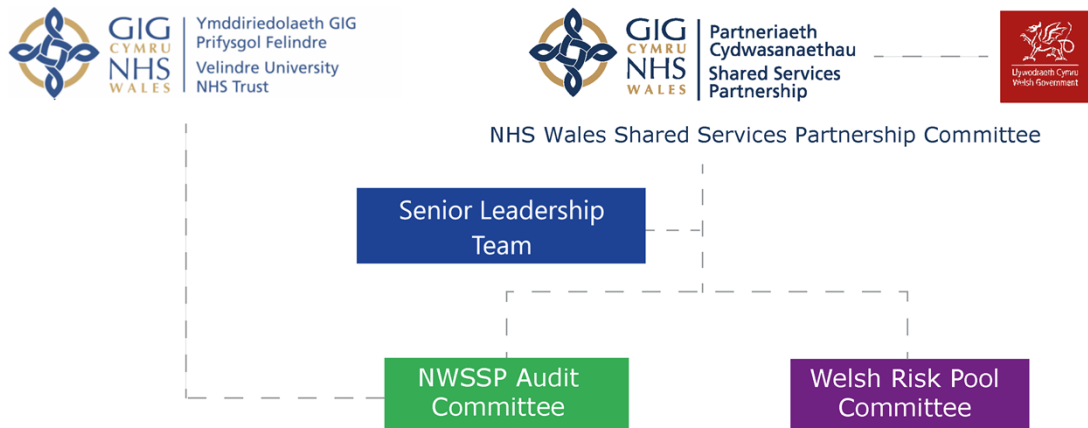 GIG
CYMRU
NHS
WALES
Ymddiriedolaeth GIG
Prifysgol Felindre
Velindre University
NHS Trust
GIG
CYMRU
NHS
WALES
Partneriaeth
Cydwasanaethau
Shared Services
Partnership
Llywodraeth Cymru
Welsh Government
NHS Wales Shared Services Partnership Committee
Senior Leadership
Team
NWSSP Audit
Committee
Welsh Risk Pool
Committee